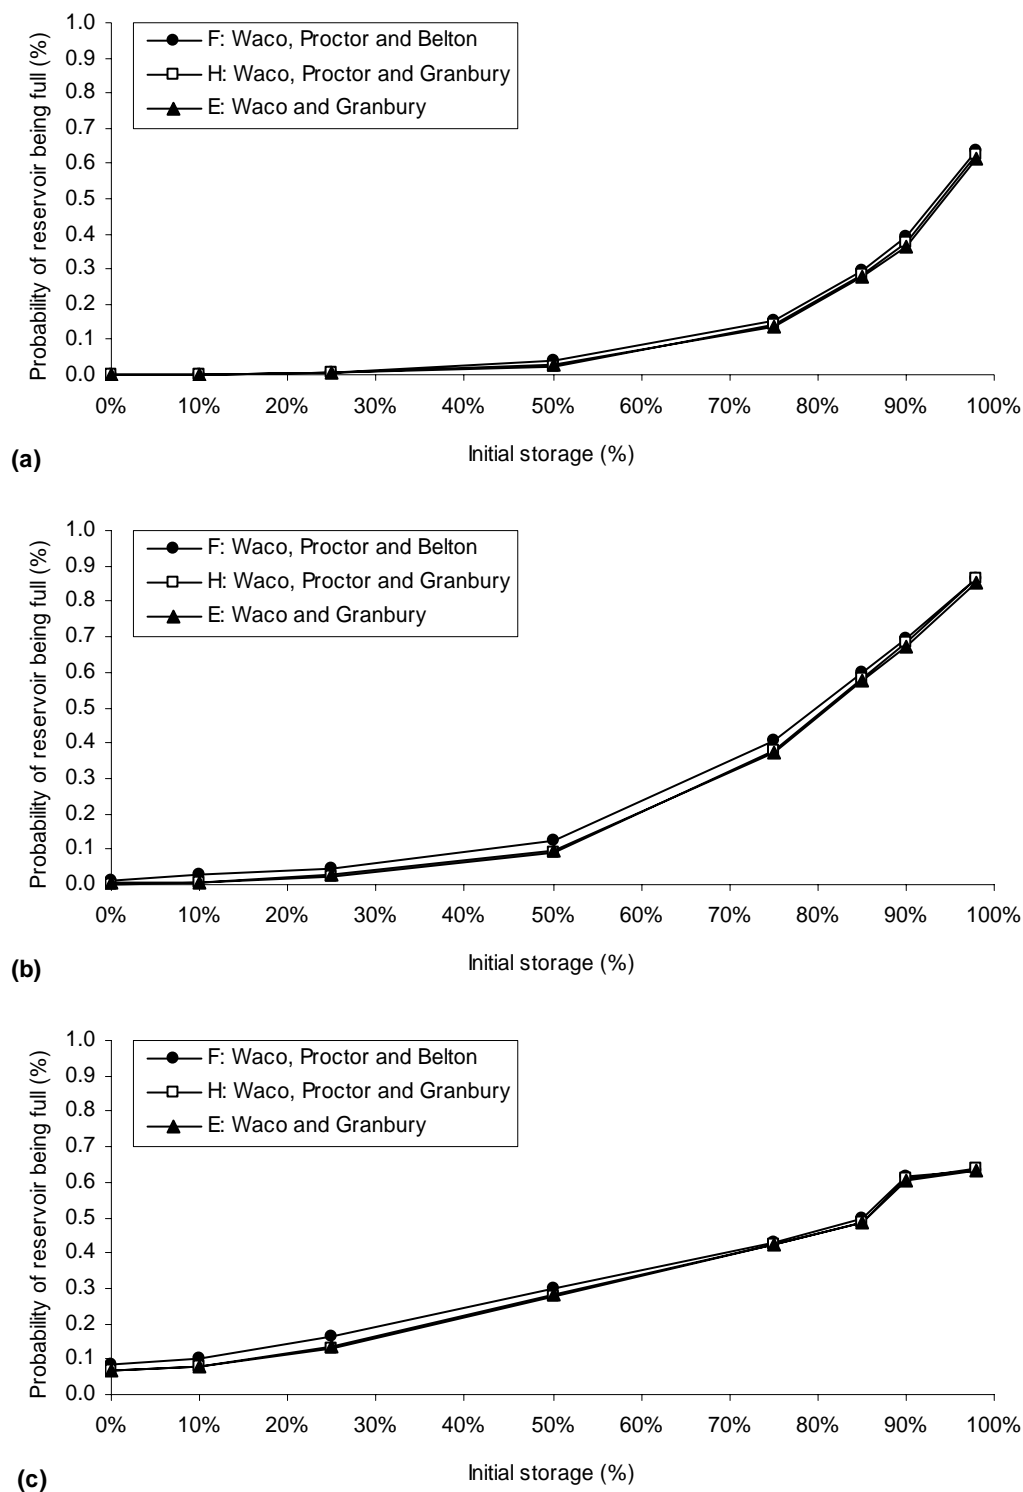 Probability of reservoir being full (%)
1.0
0.9
0.8
0.7
0.6
0.5
0.4
0.3
0.2
0.1
0.0
F: Waco, Proctor and Belton
H: Waco, Proctor and Granbury
E: Waco and Granbury
0% 10% 20% 30% 40% 50% 60% 70% 80% 90% 100%
Initial storage (%)
(a)
Probability of reservoir being full (%)
1.0
0.9
0.8
0.7
0.6
0.5
0.4
0.3
0.2
0.1
0.0
F: Waco, Proctor and Belton
H: Waco, Proctor and Granbury
E: Waco and Granbury
0% 10% 20% 30% 40% 50% 60% 70% 80% 90% 100%
Initial storage (%)
(b)
Probability of reservoir being full (%)
1.0
0.9
0.8
0.7
0.6
0.5
0.4
0.3
0.2
0.1
0.0
F: Waco, Proctor and Belton
H: Waco, Proctor and Granbury
E: Waco and Granbury
0% 10% 20% 30% 40% 50% 60% 70% 80% 90% 100%
Initial storage (%)
(c)